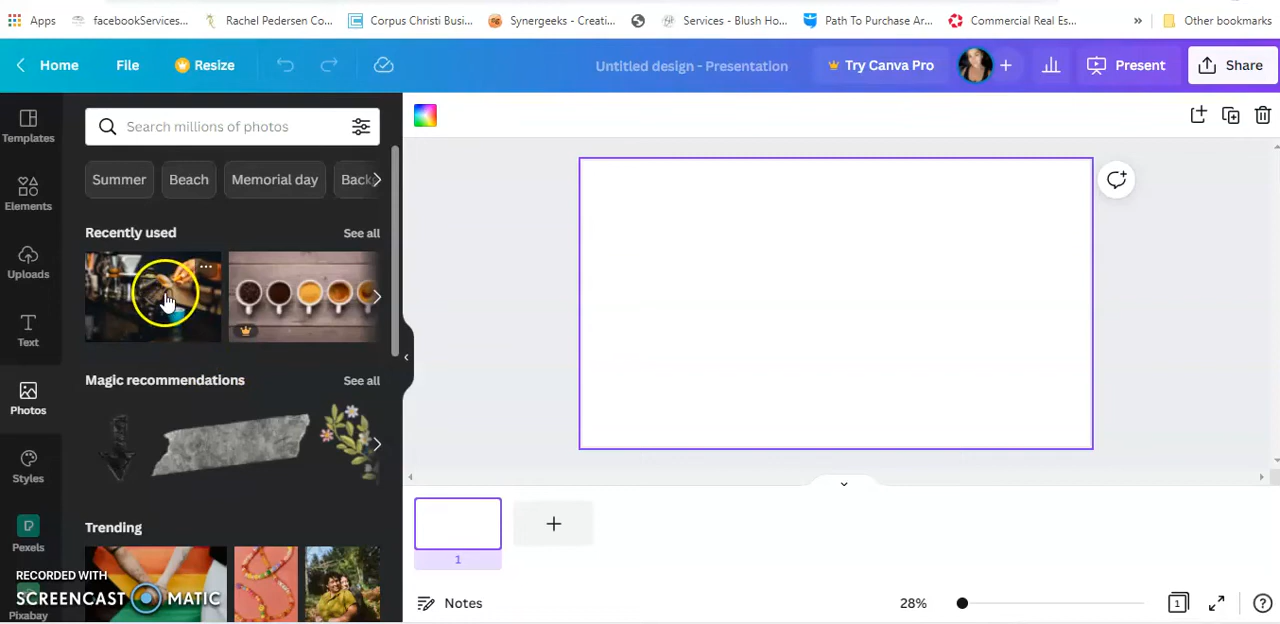 Apps facebookServices... Rachel Pedersen Co... Corpus Christi Busi... Synergeeks - Creati... Services - Blush Ho... Path To Purchase Ar... Commercial Real Es... » Other bookmarks
Home File Resize Untitled design - Presentation Try Canva Pro + Present Share
Templates
Elements
Uploads
Text
Photos
Styles
Pexels
Pixabay
Search millions of photos
Summer Beach Memorial day Back
Recently used See all
Magic recommendations See all
Trending
RECORDED WITH
SCREENCAST MATIC
1
Notes 28% 1 ?